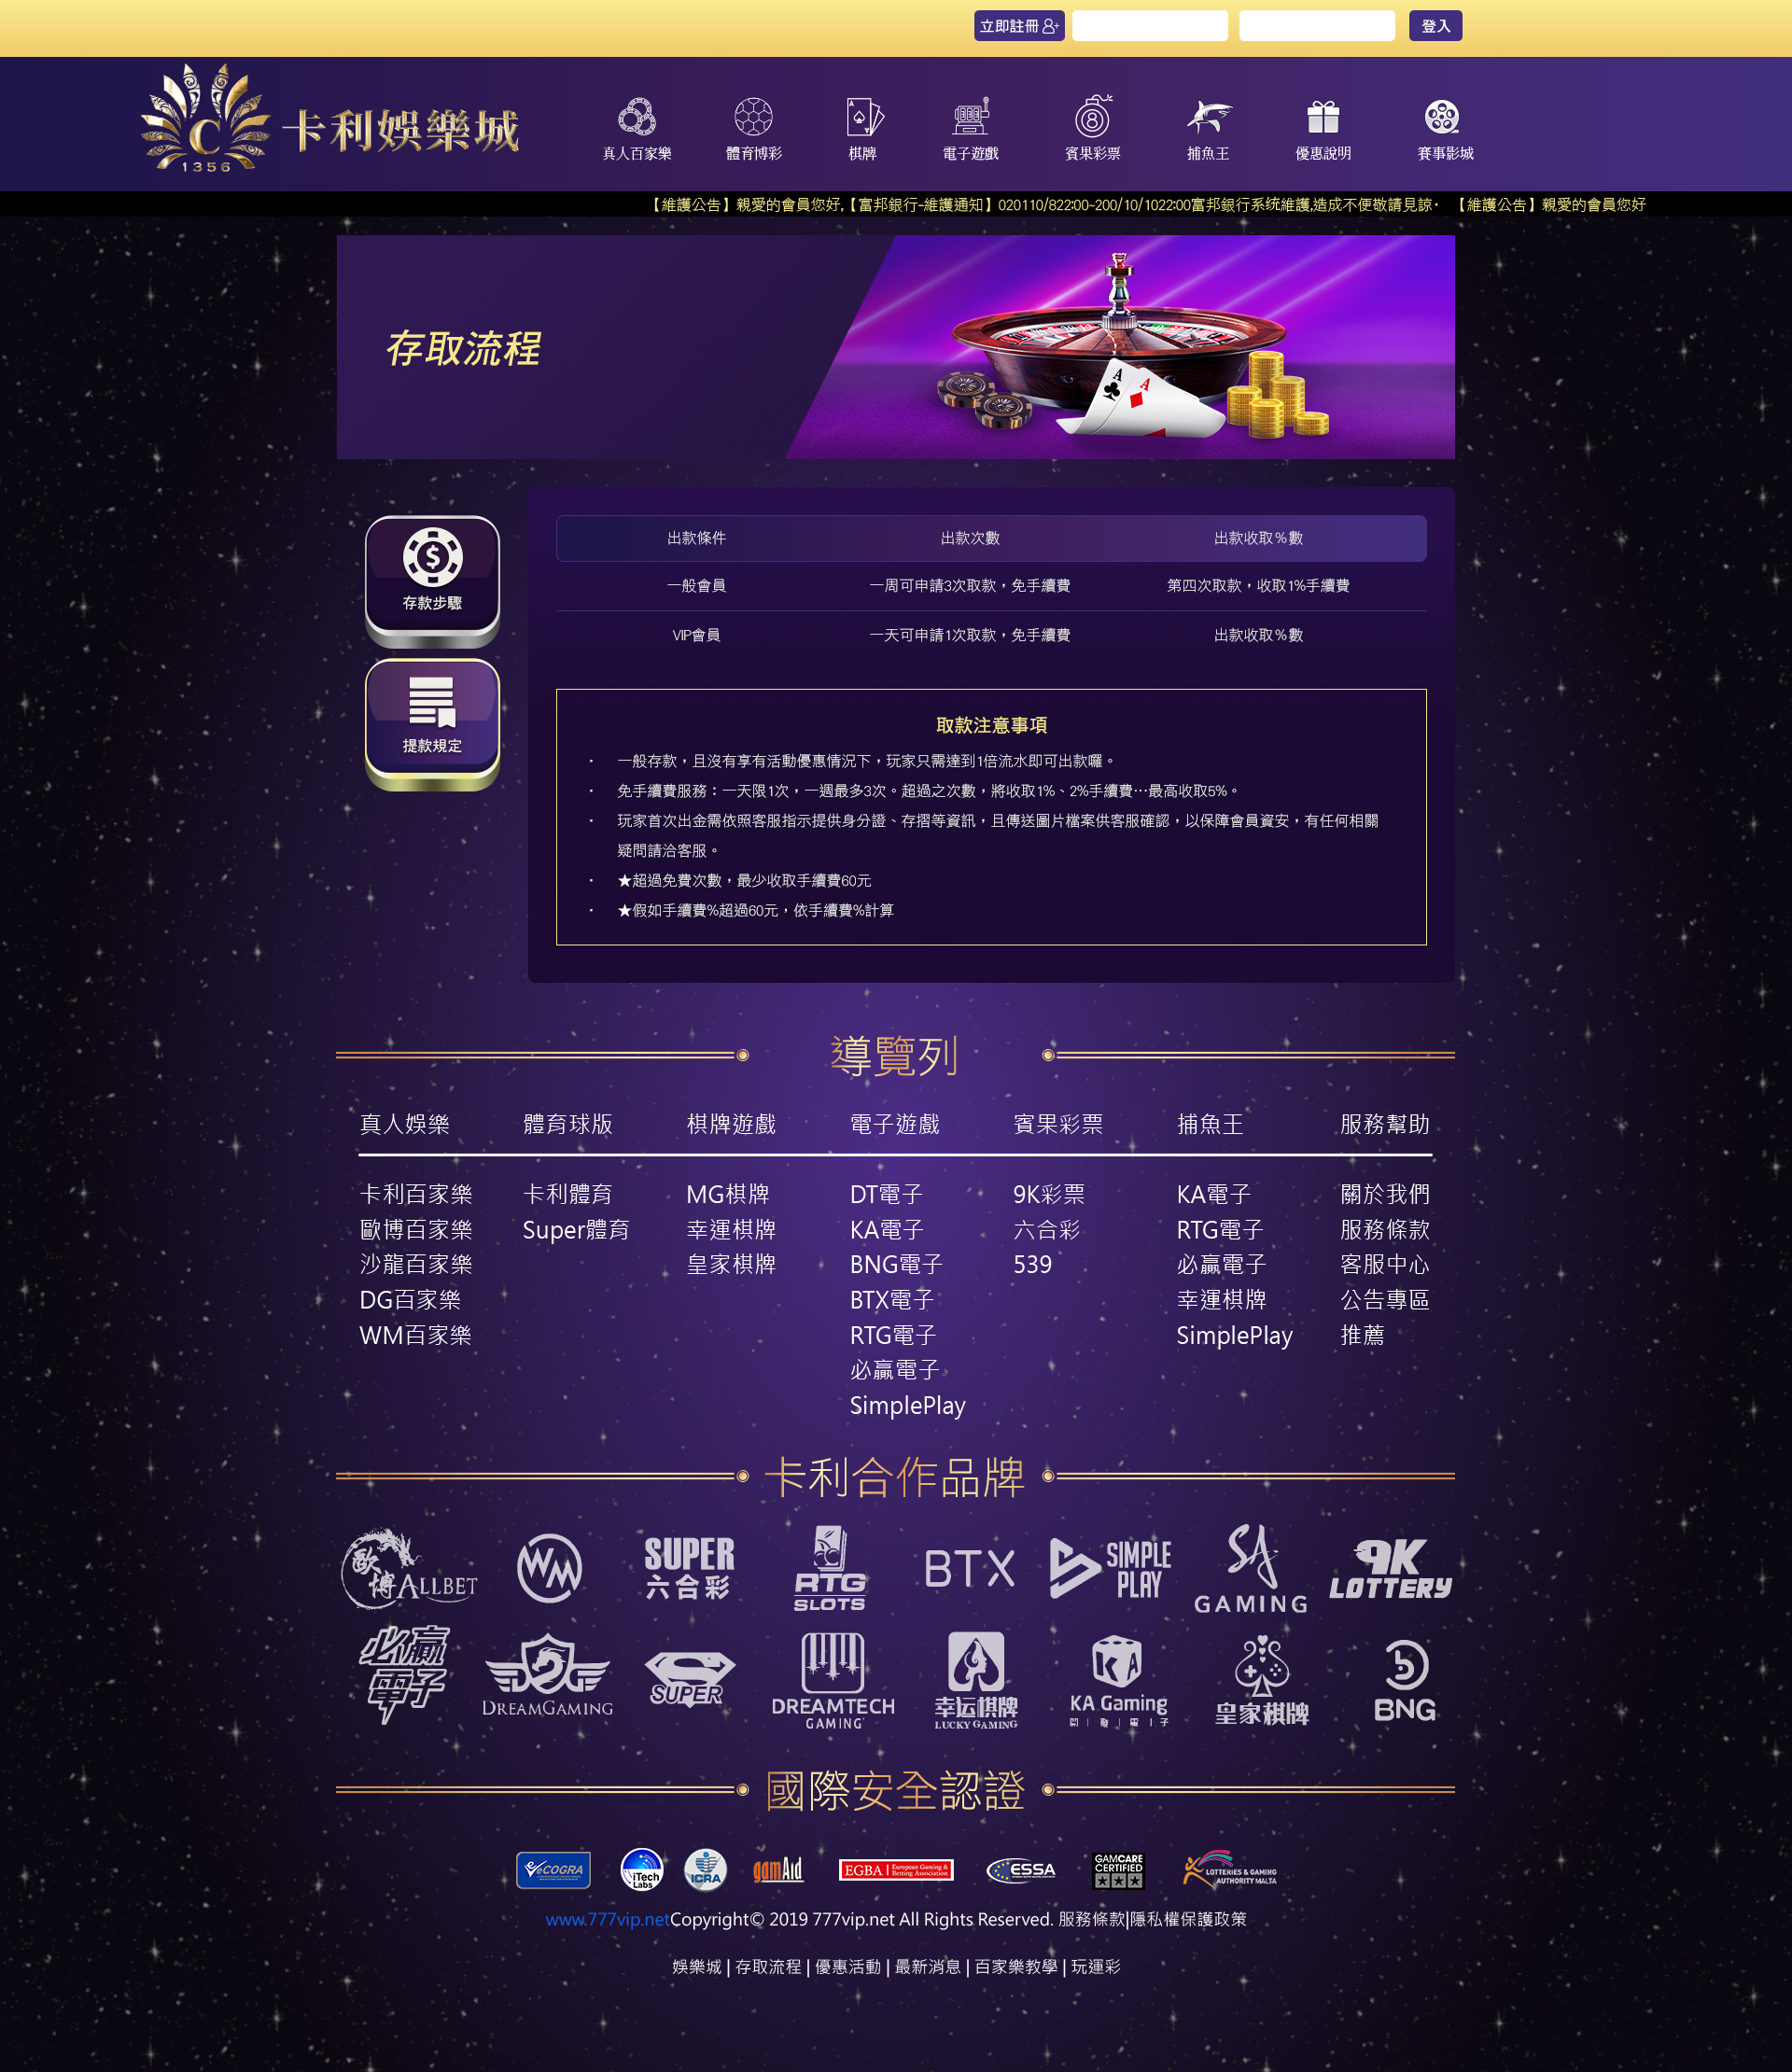 立即註冊
登入
卡利娛樂城
C
1356
真人百家樂
體育博彩
棋牌
電子遊戲
賓果彩票
捕魚王
優惠說明
賽事影城
【維護公告】親愛的會員您好,【富邦銀行-維護通知】020110/822:00~200/10/1022:00富邦銀行系统維護,造成不便敬請見諒· 【維護公告】親愛的會員您好
存取流程
存款步驟
提款規定
出款條件 出款次數 出款收取%數
一般會員 一周可申請3次取款，免手續費 第四次取款，收取1%手續費
VIP會員 一天可申請1次取款，免手續費 出款收取%數
取款注意事項
· 一般存款，且沒有享有活動優惠情況下，玩家只需達到1倍流水即可出款囉。
· 免手續費服務：一天限1次，一週最多3次。超過之次數，將收取1%、2%手續費…最高收取5%。
· 玩家首次出金需依照客服指示提供身分證、存摺等資訊，且傳送圖片檔案供客服確認，以保障會員資安，有任何相關
疑問請洽客服。
· ★超過免費次數，最少收取手續費60元
· ★假如手續費%超過60元，依手續費%計算
導覽列
真人娛樂 體育球版 棋牌遊戲 電子遊戲 賓果彩票 捕魚王 服務幫助
卡利百家樂 卡利體育 MG棋牌 DT電子 9K彩票 KA電子 關於我們
歐博百家樂 Super體育 幸運棋牌 KA電子 六合彩 RTG電子 服務條款
沙龍百家樂 皇家棋牌 BNG電子 539 必贏電子 客服中心
DG百家樂 BTX電子 幸運棋牌 公告專區
WM百家樂 RTG電子 SimplePlay 推薦
必贏電子
SimplePlay
卡利合作品牌
歐博 ALLBET
WM
SUPER
六合彩
RTG
SLOTS
BTX
SIMPLE
PLAY
SA
GAMING
9K
LOTTERY
必贏
電子
DREAMGAMING
SUPER
DREAMTECH
GAMING
幸运棋牌
LUCKY GAMING
KA
KA Gaming
皇家棋牌
BNG
國際安全認證
eCOGRA
iTech
Labs
ICRA
gamAid
EGBA European Gaming &
Betting Association
ESSA
GAMCARE
CERTIFIED
LOTTERIES & GAMING
AUTHORITY MALTA
www.777vip.netCopyright© 2019 777vip.net All Rights Reserved. 服務條款|隱私權保護政策
娛樂城 | 存取流程 | 優惠活動 | 最新消息 | 百家樂教學 | 玩運彩